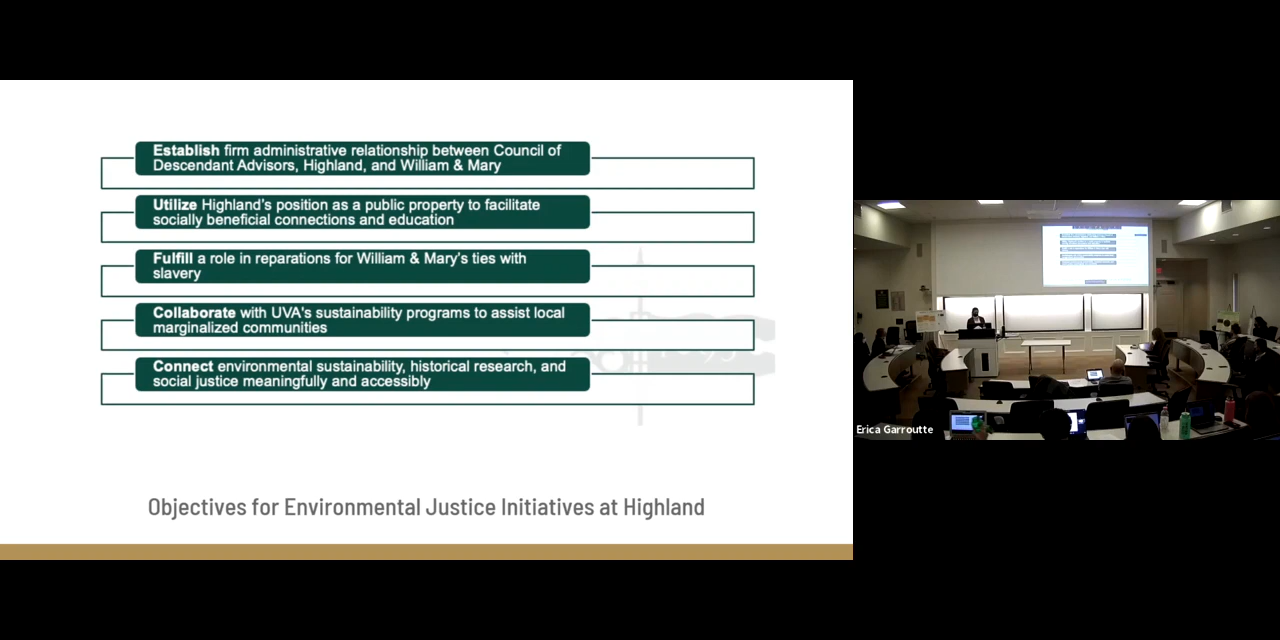 Establish firm administrative relationship between Council of
Descendant Advisors, Highland, and William & Mary
Utilize Highland's position as a public property to facilitate
socially beneficial connections and education
Fulfill a role in reparations for William & Mary's ties with
slavery
Collaborate with UVA's sustainability programs to assist local
marginalized communities
Connect environmental sustainability, historical research, and
social justice meaningfully and accessibly
Objectives for Environmental Justice Initiatives at Highland
Erica Garroutte